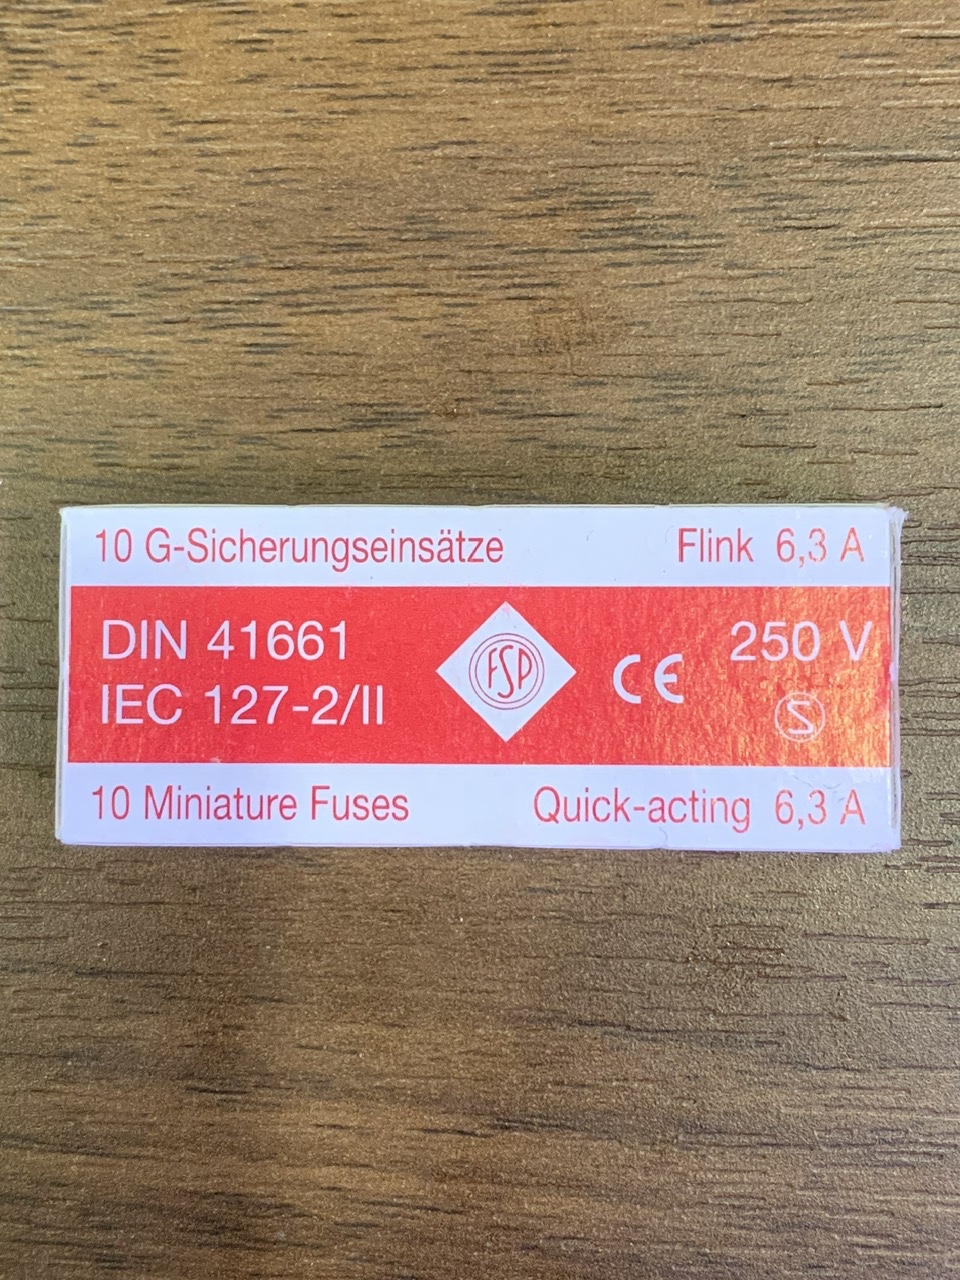 10 G-Sicherungseinsätze Flink 6,3 A
DIN 41661
IEC 127-2/II
FSP
CE
250 V
S
10 Miniature Fuses Quick-acting 6,3 A